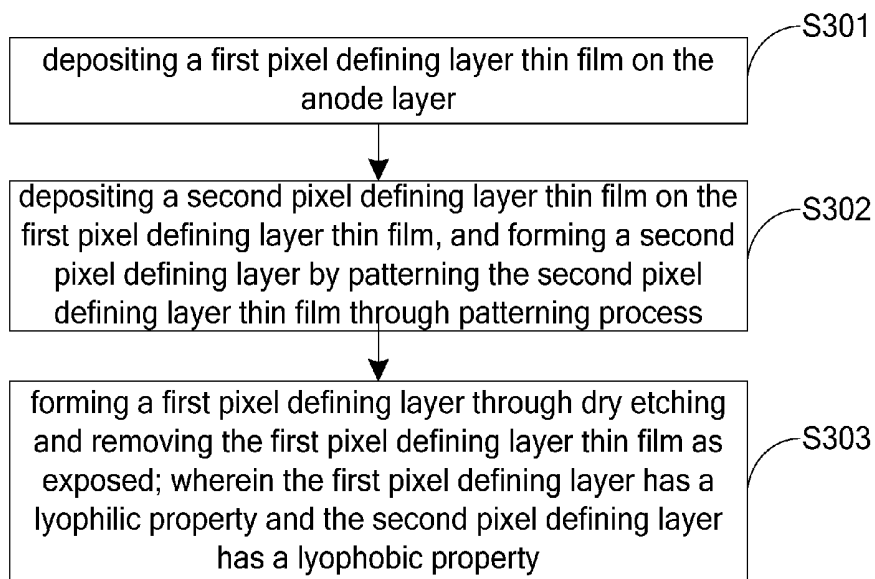 S301
depositing a first pixel defining layer thin film on the
anode layer
S302
depositing a second pixel defining layer thin film on the
first pixel defining layer thin film, and forming a second
pixel defining layer by patterning the second pixel
defining layer thin film through patterning process
S303
forming a first pixel defining layer through dry etching
and removing the first pixel defining layer thin film as
exposed; wherein the first pixel defining layer has a
lyophilic property and the second pixel defining layer
has a lyophobic property